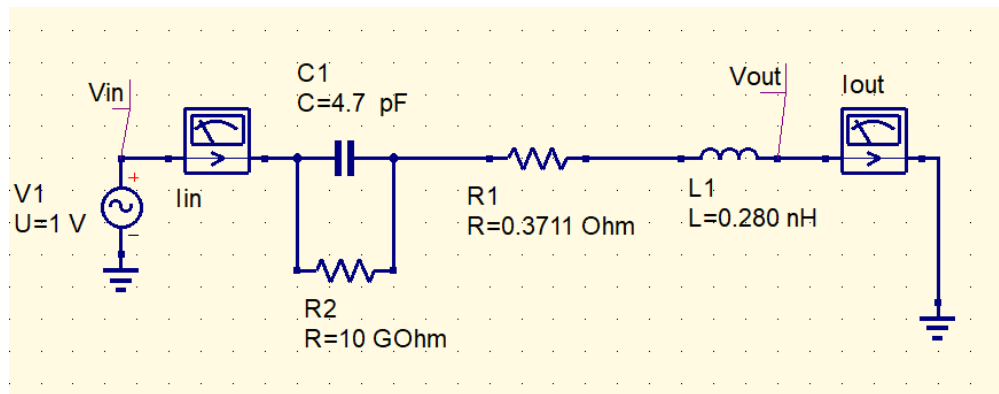 Vin
V1
U=1 V
+
−
Iin
C1
C=4.7 pF
R2
R=10 GOhm
R1
R=0.3711 Ohm
L1
L=0.280 nH
Vout
Iout